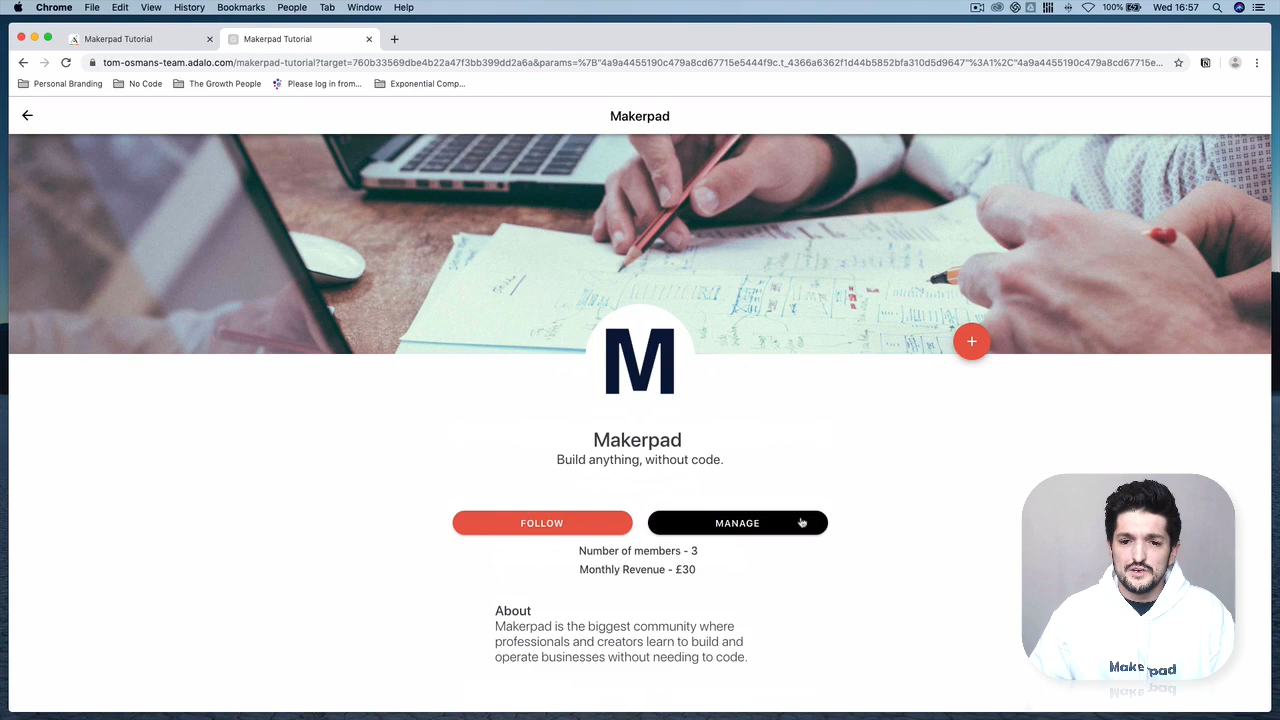 Chrome File Edit View History Bookmarks People Tab Window Help 100% Wed 16:57
Makerpad Tutorial Makerpad Tutorial
tom-osmans-team.adalo.com/makerpad-tutorial?target=760b33569dbe4b22a47f3bb399dd2a6a&params=%7B"4a9a4455190c479a8cd67715e5444f9c.t_4366a6362f1d44b5852bfa310d5d9647"%3A1%2C"4a9a4455190c479a8cd67715e...
Personal Branding No Code The Growth People Please log in from... Exponential Comp...
Makerpad
M
Makerpad
Build anything, without code.
FOLLOW MANAGE
Number of members - 3
Monthly Revenue - £30
About
Makerpad is the biggest community where
professionals and creators learn to build and
operate businesses without needing to code.
Makerpad